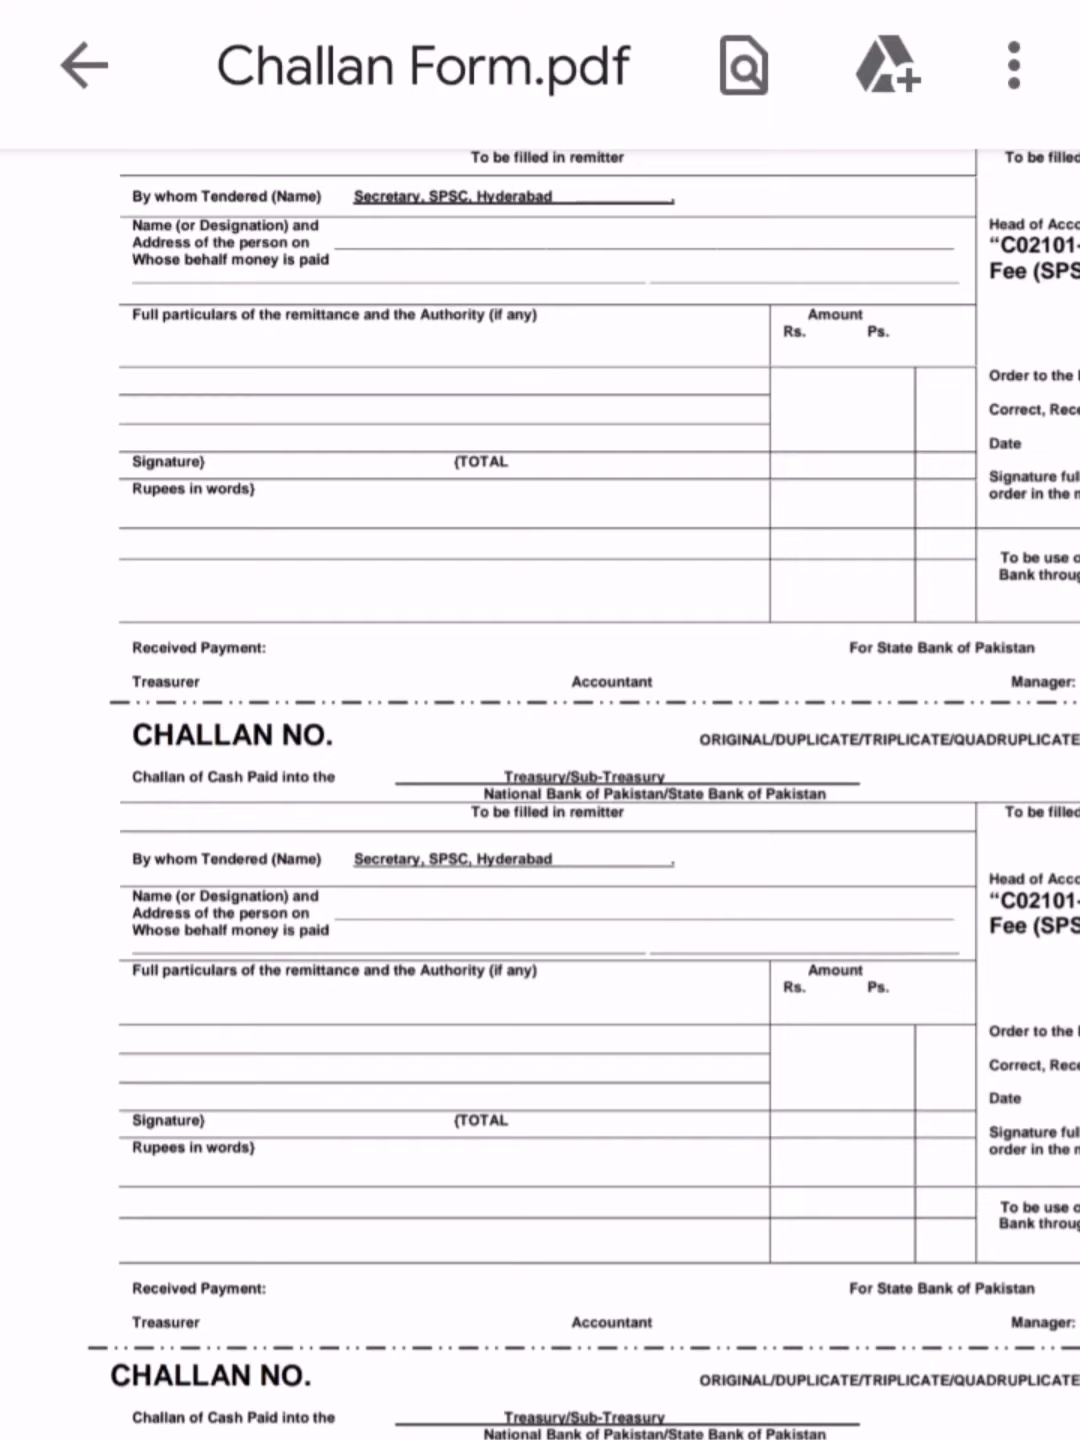 Challan Form.pdf
To be filled in remitter To be filled
By whom Tendered (Name) Secretary, SPSC, Hyderabad .
Name (or Designation) and
Address of the person on
Whose behalf money is paid
Head of Acco
“C02101-
Fee (SPS
Full particulars of the remittance and the Authority (if any) Amount
Rs. Ps.
Order to the
Correct, Rece
Date
Signature} {TOTAL
Signature ful
Rupees in words}
order in the
To be use o
Bank throug
Received Payment: For State Bank of Pakistan
Treasurer Accountant Manager:
CHALLAN NO. ORIGINAL/DUPLICATE/TRIPLICATE/QUADRUPLICATE
Challan of Cash Paid into the Treasury/Sub-Treasury
National Bank of Pakistan/State Bank of Pakistan
To be filled in remitter To be filled
By whom Tendered (Name) Secretary, SPSC, Hyderabad .
Name (or Designation) and
Address of the person on
Whose behalf money is paid
Head of Acco
“C02101-
Fee (SPS
Full particulars of the remittance and the Authority (if any) Amount
Rs. Ps.
Order to the
Correct, Rece
Date
Signature} {TOTAL
Signature ful
Rupees in words}
order in the
To be use o
Bank throug
Received Payment: For State Bank of Pakistan
Treasurer Accountant Manager:
CHALLAN NO. ORIGINAL/DUPLICATE/TRIPLICATE/QUADRUPLICATE
Challan of Cash Paid into the Treasury/Sub-Treasury
National Bank of Pakistan/State Bank of Pakistan